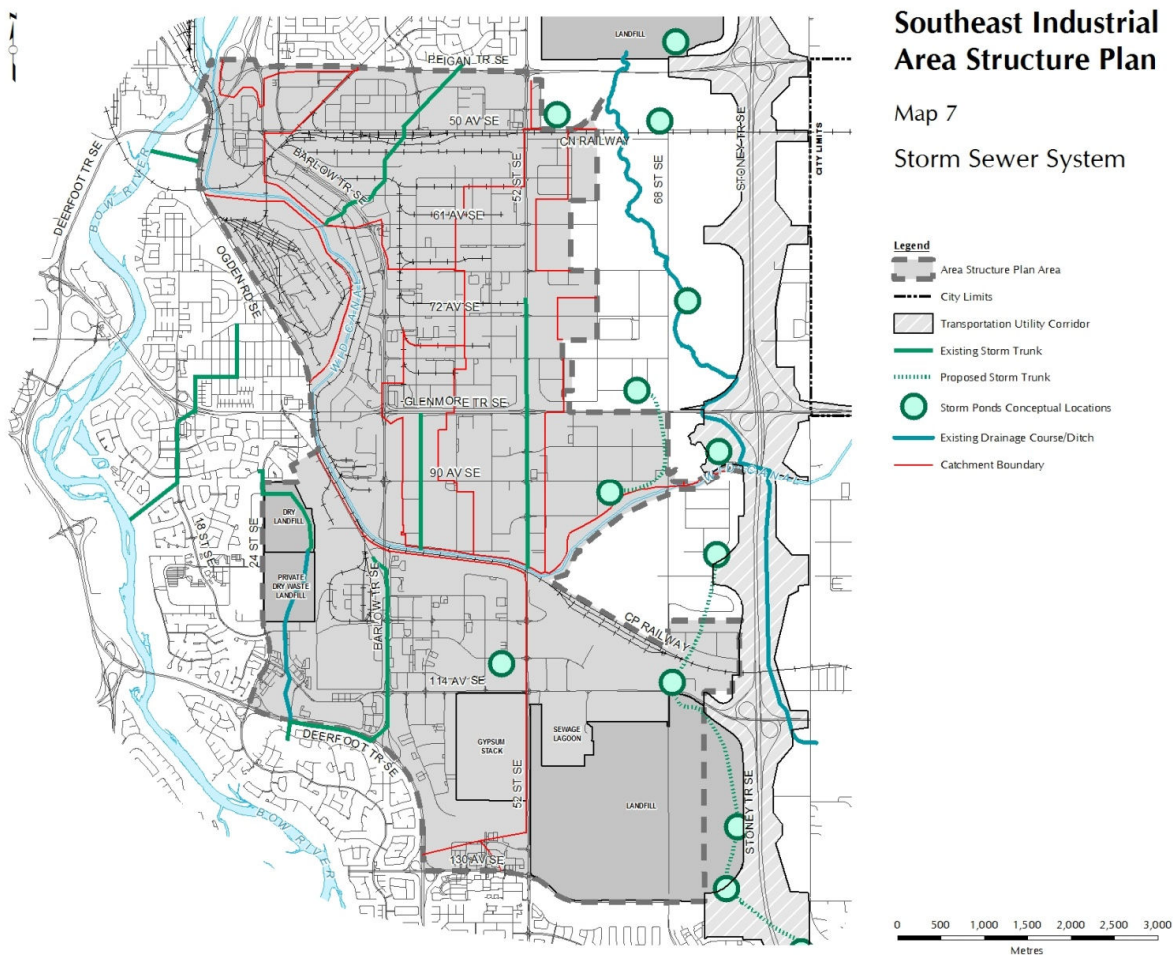 Southeast Industrial
Area Structure Plan
Map 7
Storm Sewer System
Legend
Area Structure Plan Area
City Limits
Transportation Utility Corridor
Existing Storm Trunk
Proposed Storm Trunk
Storm Ponds Conceptual Locations
Existing Drainage Course/Ditch
Catchment Boundary
0 500 1,000 2,000 2,500 3,000
Metres
LANDFILL
PEIGAN TR SE
50 AV SE
CN RAILWAY
DEERFOOT TR SE
BOW RIVER
BARLOW TR SE
52 ST SE
68 ST SE
STONEY TR SE
CITY LIMITS
61 AV SE
OGDEN RD SE
W.I.D. CANAL
72 AV SE
GLENMORE TR SE
90 AV SE
W.I.D. CANAL
DRY
LANDFILL
18 ST SE
24 ST SE
PRIVATE
DRY WASTE
LANDFILL
BARLOW TR SE
CP RAILWAY
114 AV SE
GYPSUM
STACK
SEWAGE
LAGOON
DEERFOOT TR SE
52 ST SE
LANDFILL
STONEY TR SE
BOW RIVER
130 AV SE